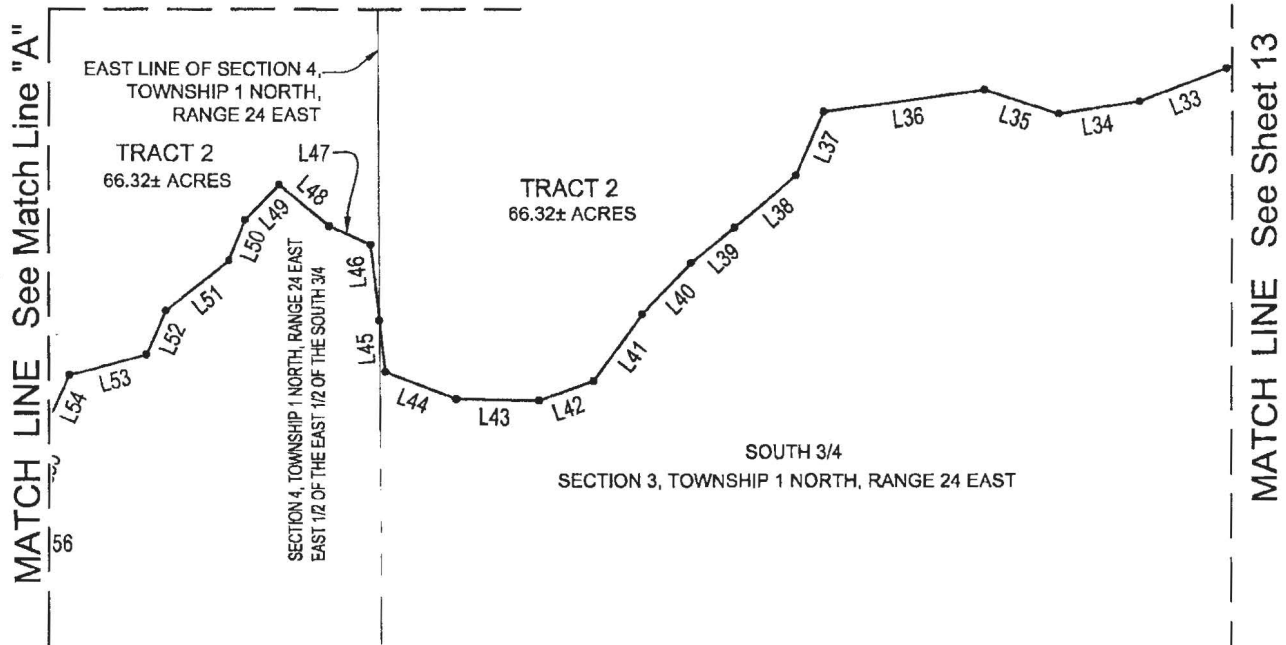 MATCH LINE See Match Line "A"
EAST LINE OF SECTION 4,
TOWNSHIP 1 NORTH,
RANGE 24 EAST
TRACT 2
66.32± ACRES
L47
L48
L49
L50
L51
L52
L53
L54
L46
L45
56
SECTION 4, TOWNSHIP 1 NORTH, RANGE 24 EAST
EAST 1/2 OF THE EAST 1/2 OF THE SOUTH 3/4
TRACT 2
66.32± ACRES
L44
L43
L42
L41
L40
L39
L38
L37
L36
L35
L34
L33
SOUTH 3/4
SECTION 3, TOWNSHIP 1 NORTH, RANGE 24 EAST
MATCH LINE See Sheet 13